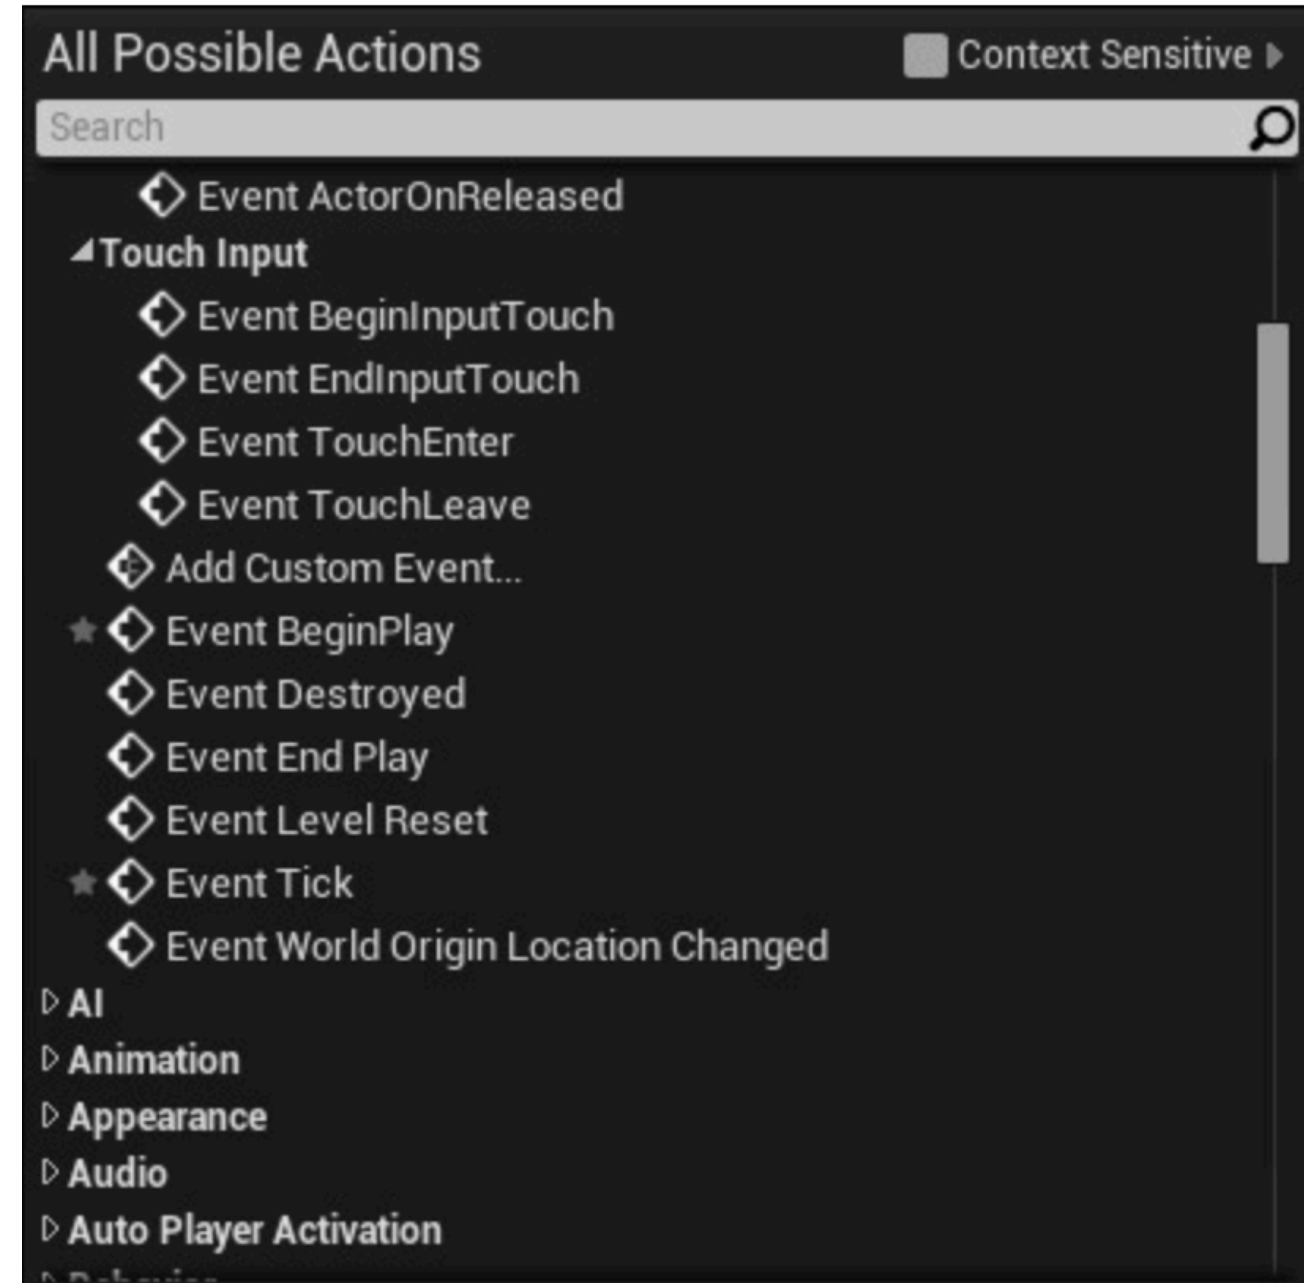 All Possible Actions
Context Sensitive
Search
Event ActorOnReleased
Touch Input
Event BeginInputTouch
Event EndInputTouch
Event TouchEnter
Event TouchLeave
Add Custom Event...
Event BeginPlay
Event Destroyed
Event End Play
Event Level Reset
Event Tick
Event World Origin Location Changed
AI
Animation
Appearance
Audio
Auto Player Activation